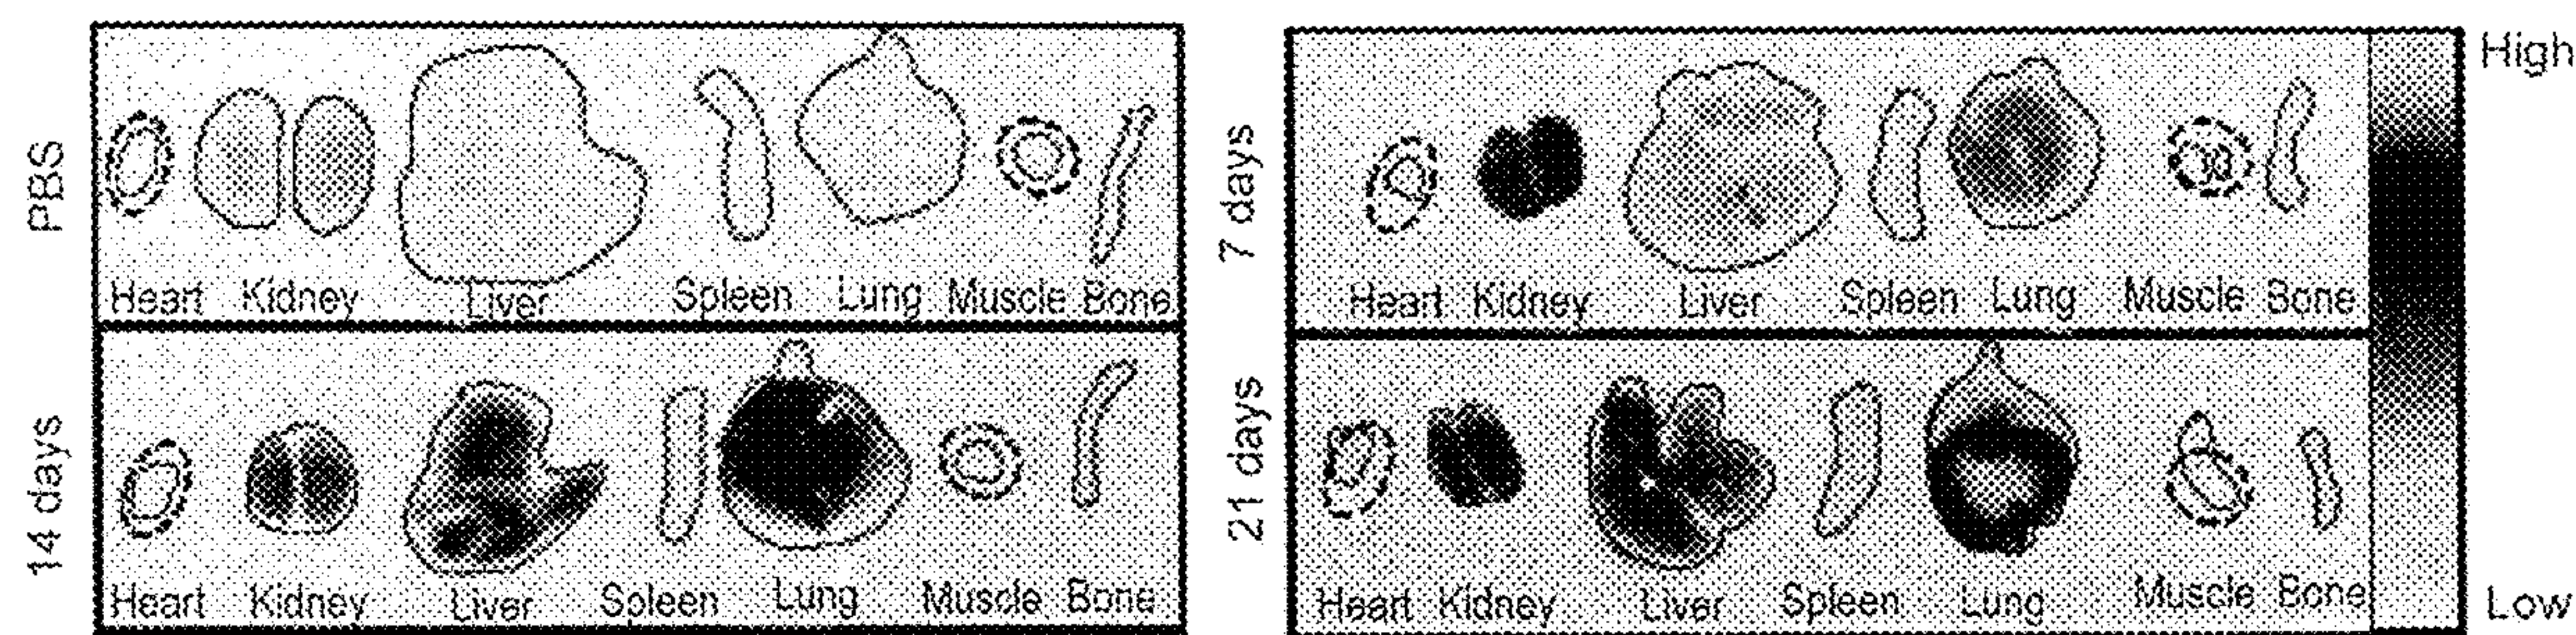 PBS
Heart Kidney Liver Spleen Lung Muscle Bone
7 days
Heart Kidney Liver Spleen Lung Muscle Bone
High
14 days
Heart Kidney Liver Spleen Lung Muscle Bone
21 days
Heart Kidney Liver Spleen Lung Muscle Bone
Low